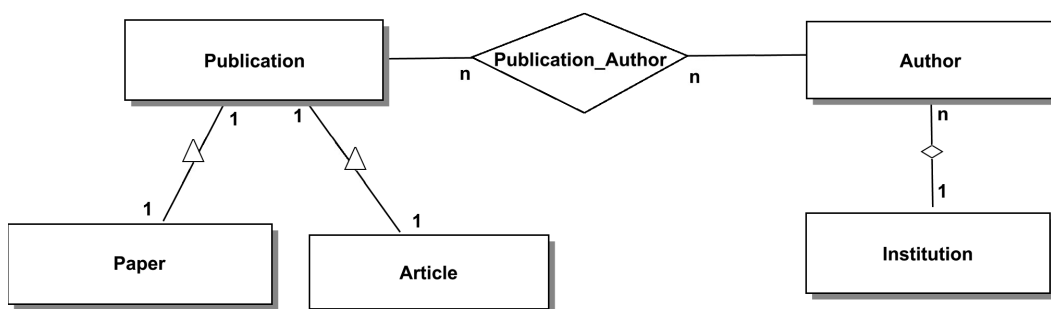 Publication
n
Publication_Author
n
Author
1
1
n
1
1
1
Paper
Article
Institution